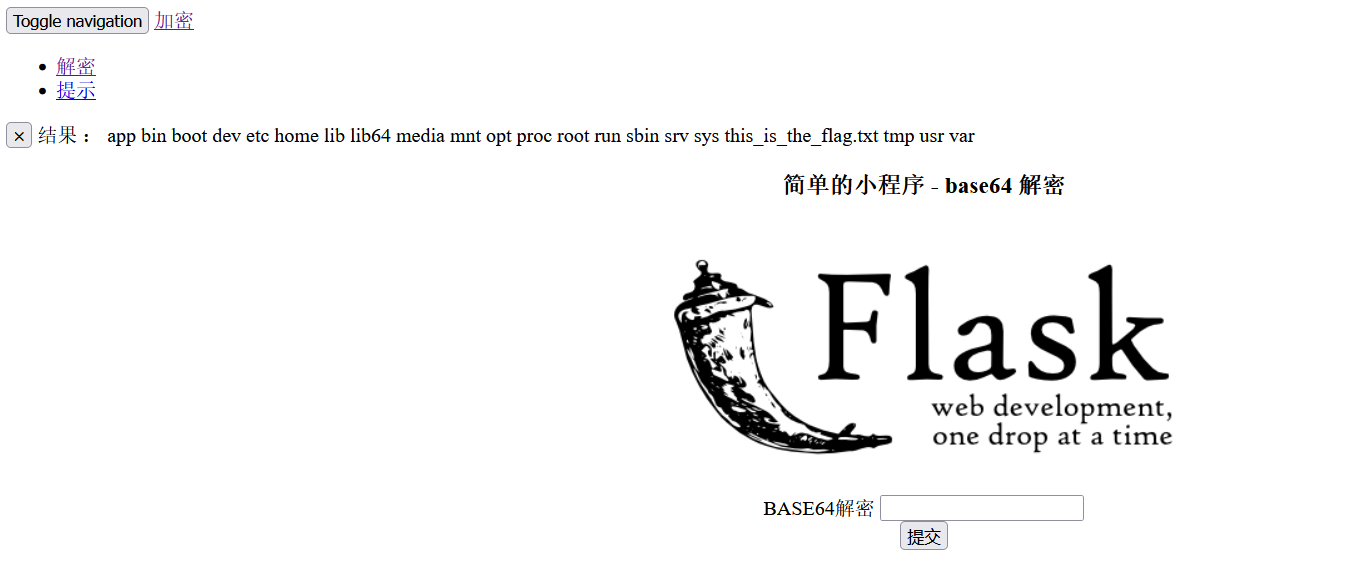 Toggle navigation 加密
解密
提示
× 结果 ： app bin boot dev etc home lib lib64 media mnt opt proc root run sbin srv sys this_is_the_flag.txt tmp usr var
简单的小程序 - base64 解密
Flask
web development,
one drop at a time
BASE64解密
提交